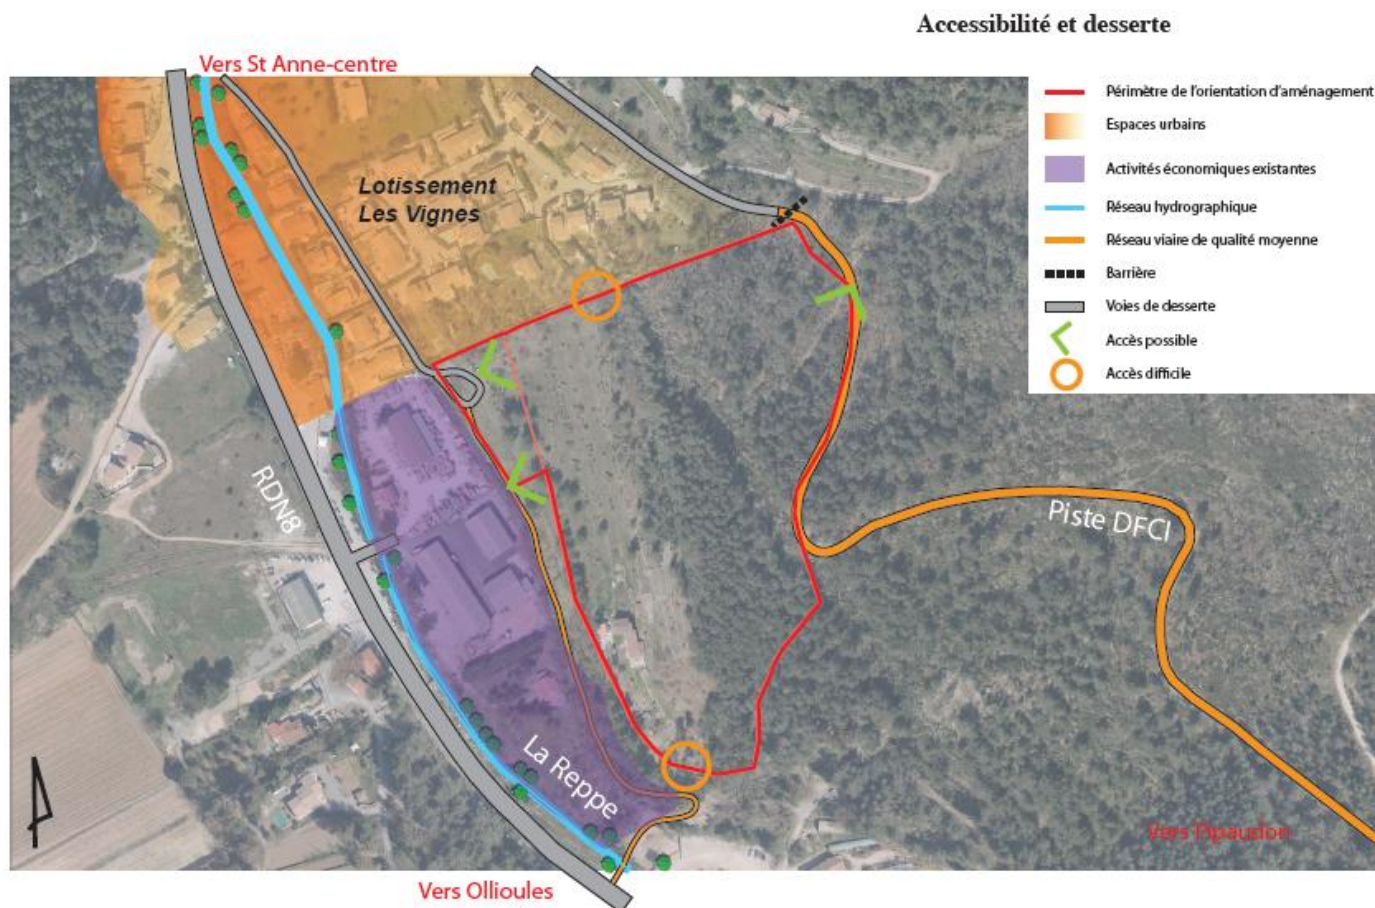 Accessibilité et desserte
Vers St Anne-centre
Périmètre de l'orientation d'aménagement
Espaces urbains
Activités économiques existantes
Réseau hydrographique
Réseau viaire de qualité moyenne
Barrière
Voies de desserte
Accès possible
Accès difficile
Lotissement
Les Vignes
RDN8
Piste DFCI
La Reppe
Vers Pipaudon
Vers Ollioules